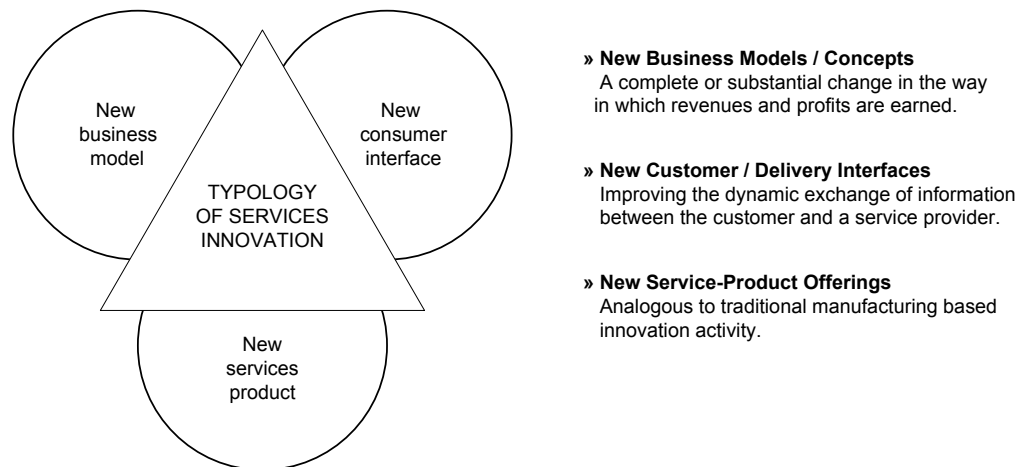 New
business
model
New
consumer
interface
TYPOLOGY
OF SERVICES
INNOVATION
New
services
product
» New Business Models / Concepts
A complete or substantial change in the way
in which revenues and profits are earned.
» New Customer / Delivery Interfaces
Improving the dynamic exchange of information
between the customer and a service provider.
» New Service-Product Offerings
Analogous to traditional manufacturing based
innovation activity.